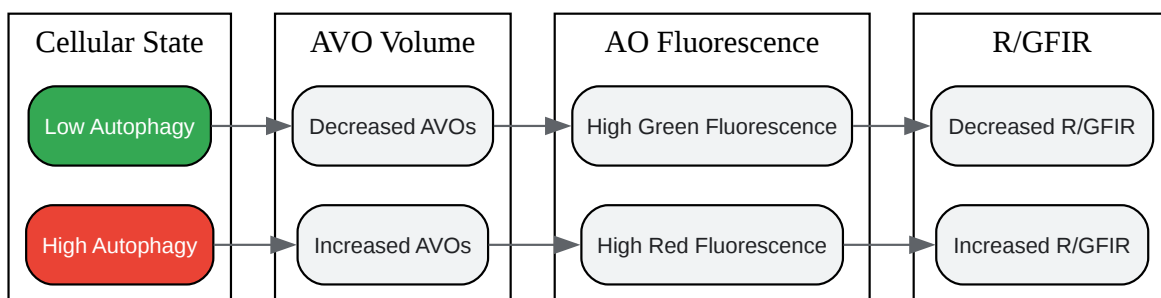 Cellular State
AVO Volume
AO Fluorescence
R/GFIR
Low Autophagy
Decreased AVOs
High Green Fluorescence
Decreased R/GFIR
High Autophagy
Increased AVOs
High Red Fluorescence
Increased R/GFIR